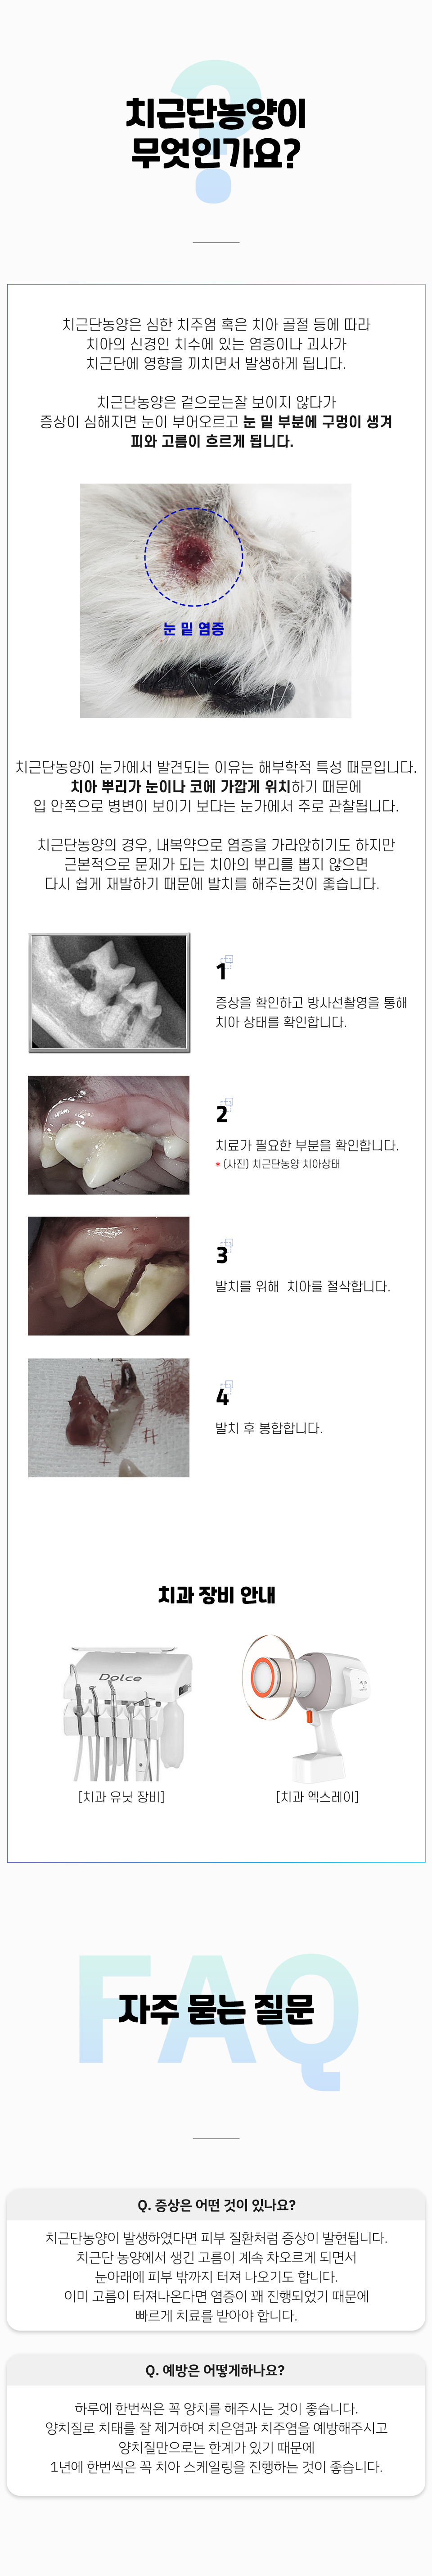 ?
치근단농양이
무엇인가요?
치근단농양은 심한 치주염 혹은 치아 골절 등에 따라
치아의 신경인 치수에 있는 염증이나 괴사가
치근단에 영향을 끼치면서 발생하게 됩니다.
치근단농양은 겉으로는잘 보이지 않다가
증상이 심해지면 눈이 부어오르고 눈 밑 부분에 구멍이 생겨
피와 고름이 흐르게 됩니다.
눈 밑 염증
치근단농양이 눈가에서 발견되는 이유는 해부학적 특성 때문입니다.
치아 뿌리가 눈이나 코에 가깝게 위치하기 때문에
입 안쪽으로 병변이 보이기 보다는 눈가에서 주로 관찰됩니다.
치근단농양의 경우, 내복약으로 염증을 가라앉히기도 하지만
근본적으로 문제가 되는 치아의 뿌리를 뽑지 않으면
다시 쉽게 재발하기 때문에 발치를 해주는것이 좋습니다.
1
증상을 확인하고 방사선촬영을 통해
치아 상태를 확인합니다.
2
치료가 필요한 부분을 확인합니다.
* (사진) 치근단농양 치아상태
3
발치를 위해 치아를 절삭합니다.
4
발치 후 봉합합니다.
치과 장비 안내
Dolce
[치과 유닛 장비]
[치과 엑스레이]
FAQ
자주 묻는 질문
Q. 증상은 어떤 것이 있나요?
치근단농양이 발생하였다면 피부 질환처럼 증상이 발현됩니다.
치근단 농양에서 생긴 고름이 계속 차오르게 되면서
눈아래에 피부 밖까지 터져 나오기도 합니다.
이미 고름이 터져나온다면 염증이 꽤 진행되었기 때문에
빠르게 치료를 받아야 합니다.
Q. 예방은 어떻게하나요?
하루에 한번씩은 꼭 양치를 해주시는 것이 좋습니다.
양치질로 치태를 잘 제거하여 치은염과 치주염을 예방해주시고
양치질만으로는 한계가 있기 때문에
1년에 한번씩은 꼭 치아 스케일링을 진행하는 것이 좋습니다.